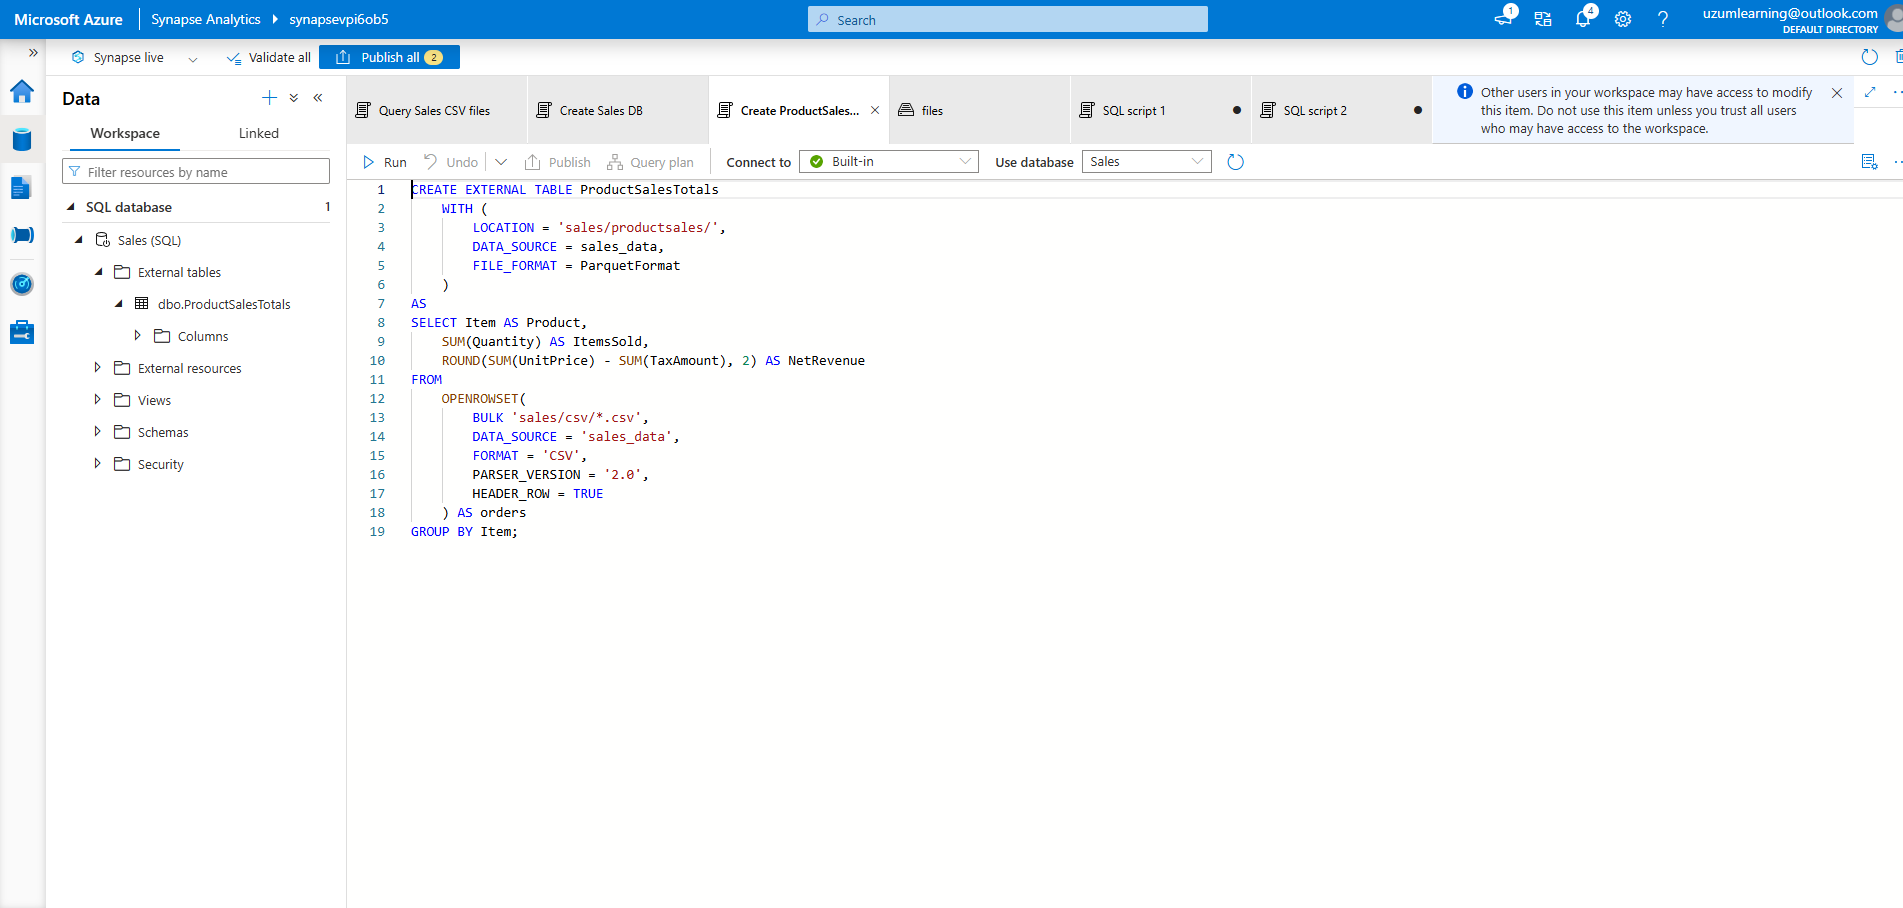 Microsoft Azure
Synapse Analytics
synapsevpi6ob5
Search
1
4
uzumlearning@outlook.com
DEFAULT DIRECTORY
Synapse live
Validate all
Publish all 2
Data
Workspace
Linked
Filter resources by name
SQL database 1
Sales (SQL)
External tables
dbo.ProductSalesTotals
Columns
External resources
Views
Schemas
Security
Query Sales CSV files
Create Sales DB
Create ProductSales...
files
SQL script 1
SQL script 2
Other users in your workspace may have access to modify
this item. Do not use this item unless you trust all users
who may have access to the workspace.
Run
Undo
Publish
Query plan
Connect to
Built-in
Use database
Sales
1 CREATE EXTERNAL TABLE ProductSalesTotals
2 WITH (
3 LOCATION = 'sales/productsales/',
4 DATA_SOURCE = sales_data,
5 FILE_FORMAT = ParquetFormat
6 )
7 AS
8 SELECT Item AS Product,
9 SUM(Quantity) AS ItemsSold,
10 ROUND(SUM(UnitPrice) - SUM(TaxAmount), 2) AS NetRevenue
11 FROM
12 OPENROWSET(
13 BULK 'sales/csv/*.csv',
14 DATA_SOURCE = 'sales_data',
15 FORMAT = 'CSV',
16 PARSER_VERSION = '2.0',
17 HEADER_ROW = TRUE
18 ) AS orders
19 GROUP BY Item;